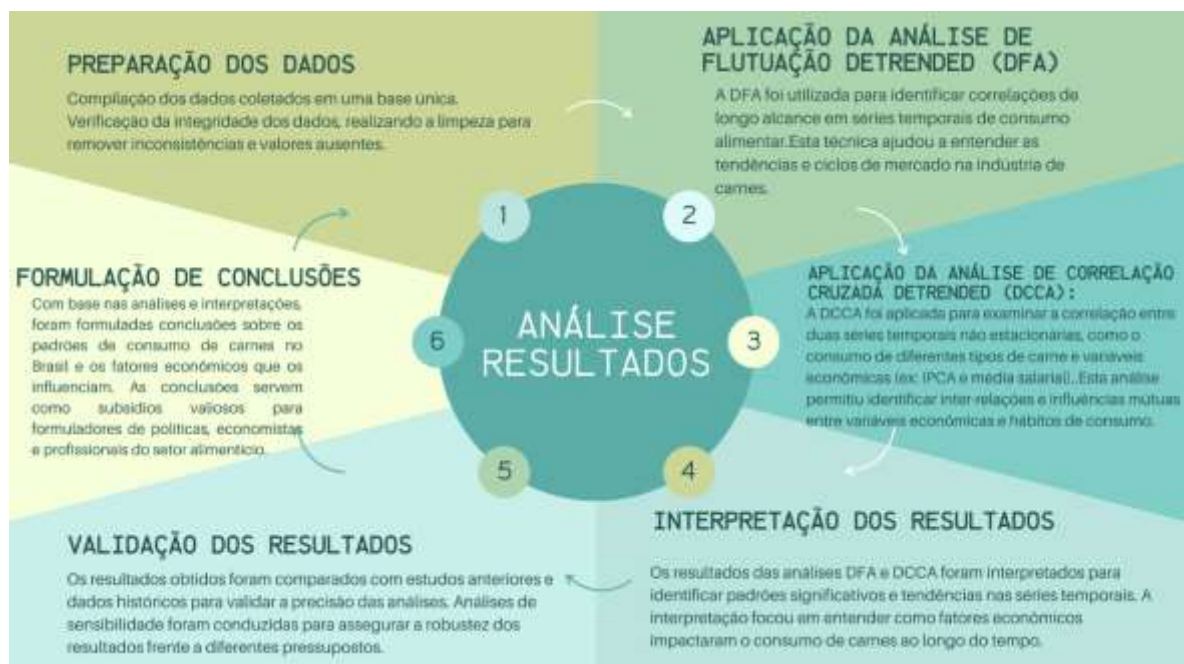 PREPARAÇÃO DOS DADOS
Compilação dos dados coletados em uma base única.
Verificação da integridade dos dados, realizando a limpeza para
remover inconsistências e valores ausentes.
1
APLICAÇÃO DA ANÁLISE DE
FLUTUAÇÃO DETRENDED (DFA)
A DFA foi utilizada para identificar correlações de
longo alcance em séries temporais de consumo
alimentar.Esta técnica ajudou a entender as
tendências e ciclos de mercado na indústria de
carnes.
2
APLICAÇÃO DA ANÁLISE DE CORRELAÇÃO
CRUZADA DETRENDED (DCCA):
A DCCA foi aplicada para examinar a correlação entre
duas séries temporais não estacionárias, como o
consumo de diferentes tipos de carne e variáveis
econômicas (ex: IPCA e média salarial)..Esta análise
permitiu identificar inter-relações e influências mútuas
entre variáveis econômicas e hábitos de consumo.
3
ANÁLISE
RESULTADOS
INTERPRETAÇÃO DOS RESULTADOS
Os resultados das análises DFA e DCCA foram interpretados para
identificar padrões significativos e tendências nas séries temporais. A
interpretação focou em entender como fatores econômicos
impactaram o consumo de carnes ao longo do tempo.
4
VALIDAÇÃO DOS RESULTADOS
Os resultados obtidos foram comparados com estudos anteriores e
dados históricos para validar a precisão das análises. Análises de
sensibilidade foram conduzidas para assegurar a robustez dos
resultados frente a diferentes pressupostos.
5
FORMULAÇÃO DE CONCLUSÕES
Com base nas análises e interpretações,
foram formuladas conclusões sobre os
padrões de consumo de carnes no
Brasil e os fatores econômicos que os
influenciam. As conclusões servem
como subsídios valiosos para
formuladores de políticas, economistas
e profissionais do setor alimentício.
6